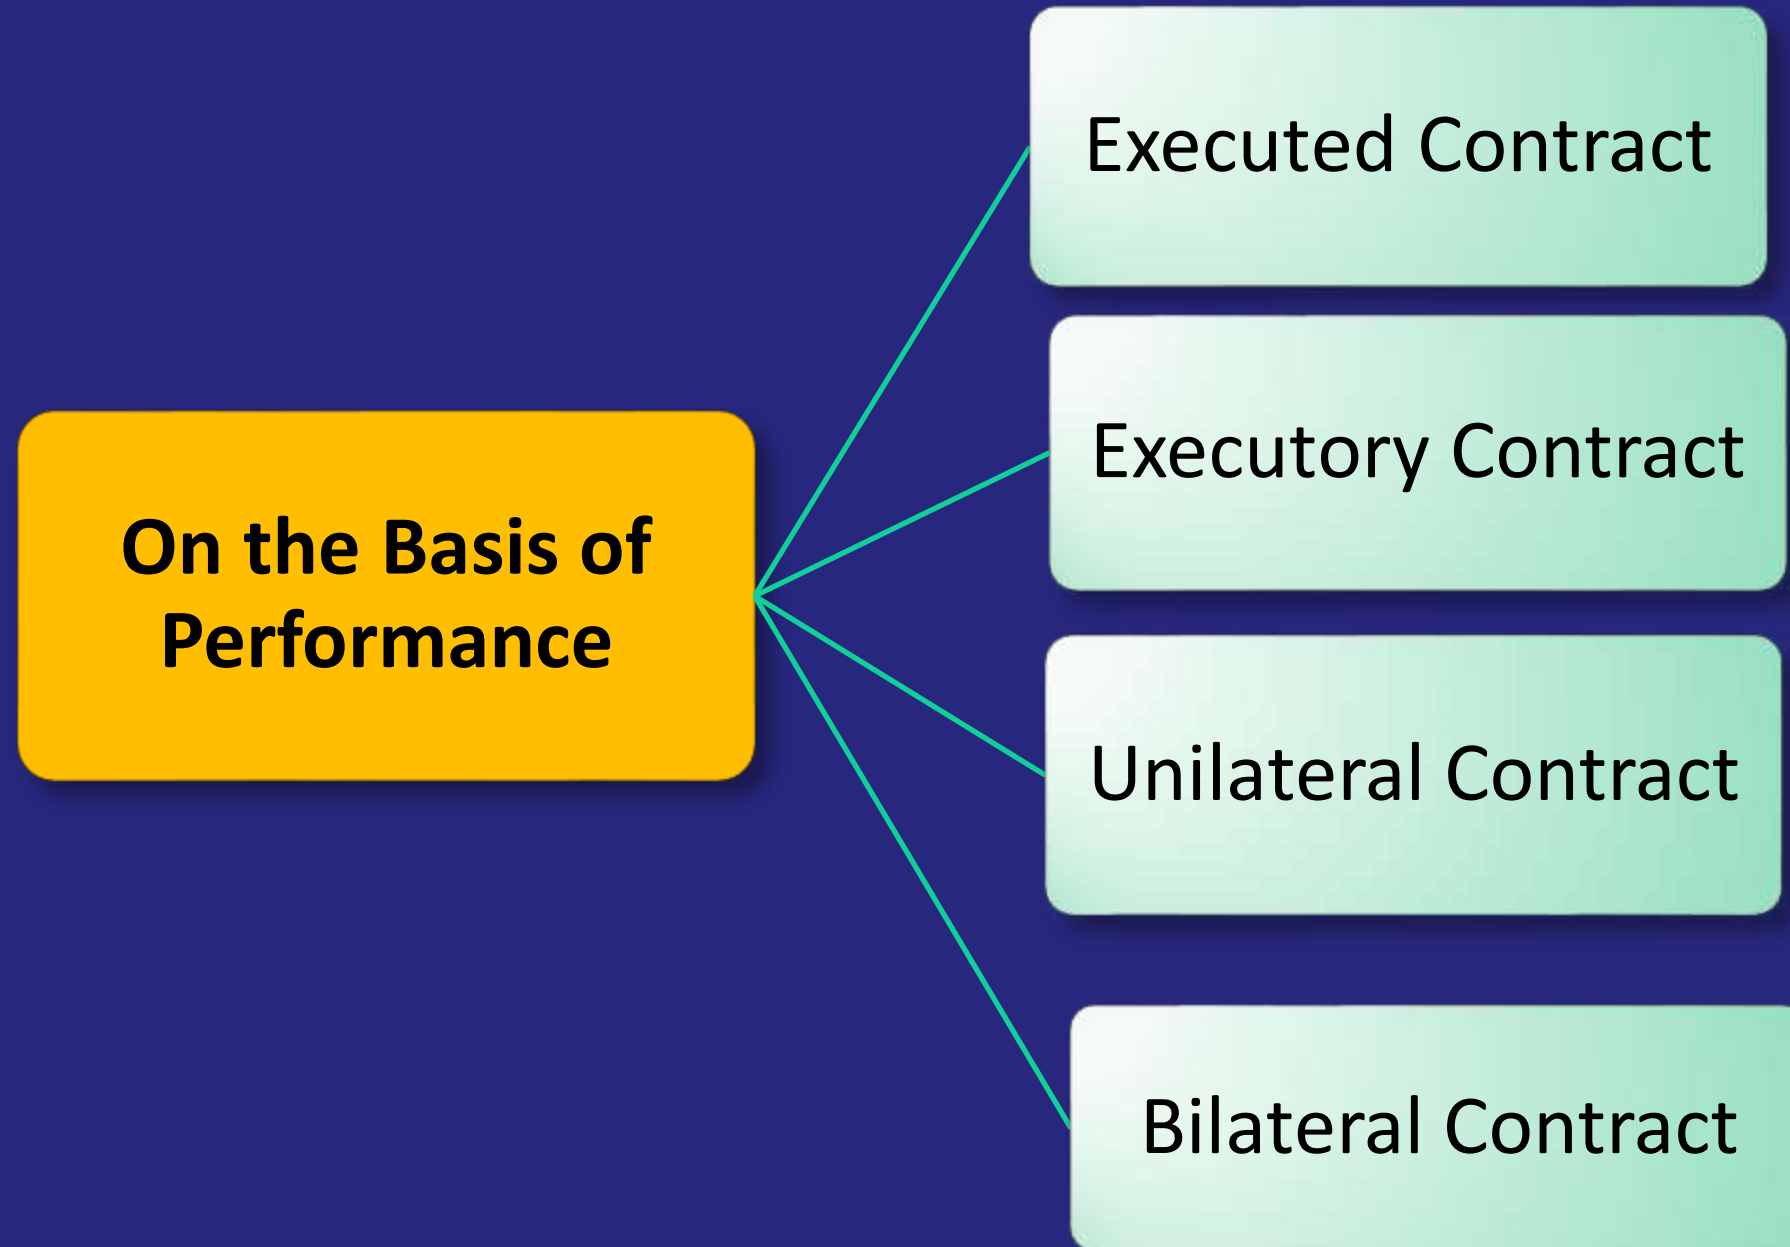 On the Basis of
Performance
Executed Contract
Executory Contract
Unilateral Contract
Bilateral Contract